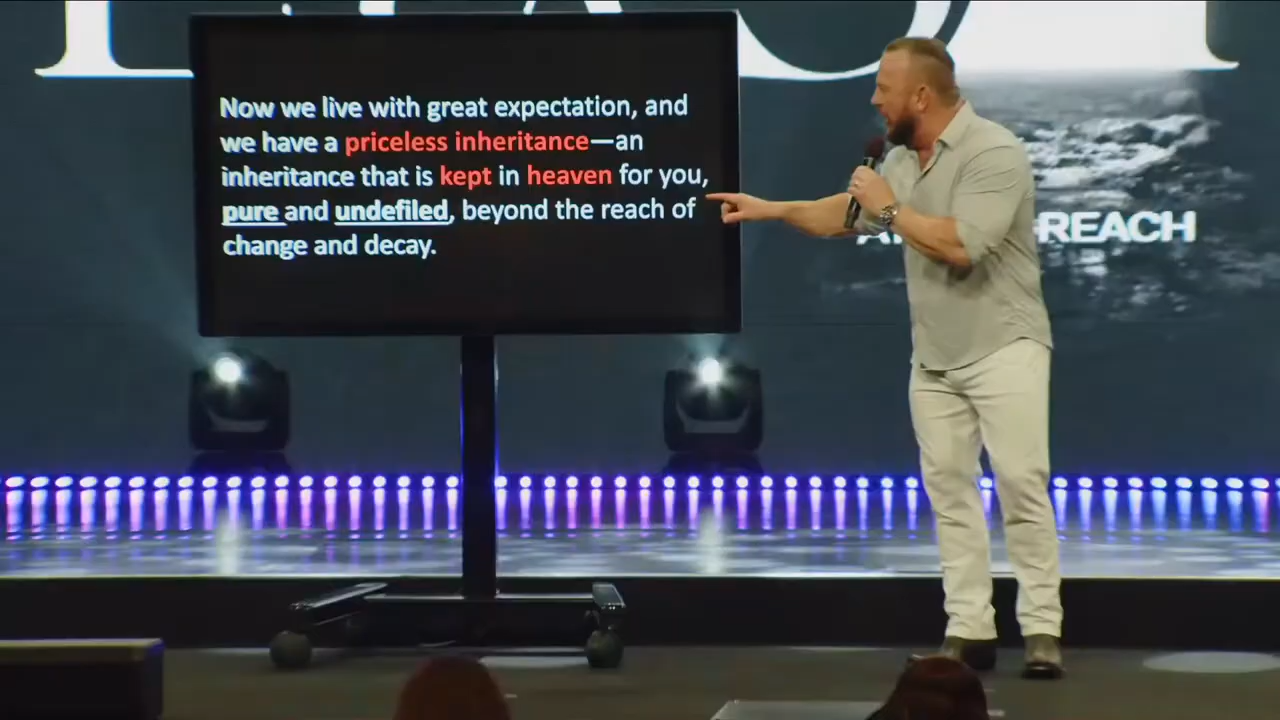 Now we live with great expectation, and
we have a priceless inheritance—an
inheritance that is kept in heaven for you,
pure and undefiled, beyond the reach of
change and decay.
REACH